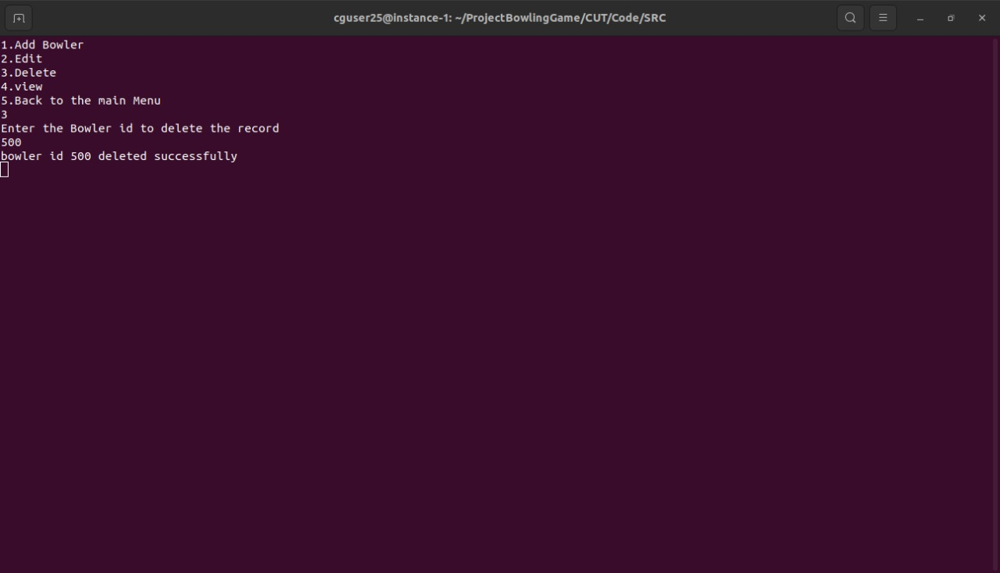 cguser25@instance-1: ~/ProjectBowlingGame/CUT/Code/SRC
1.Add Bowler
2.Edit
3.Delete
4.view
5.Back to the main Menu
3
Enter the Bowler id to delete the record
500
bowler id 500 deleted successfully